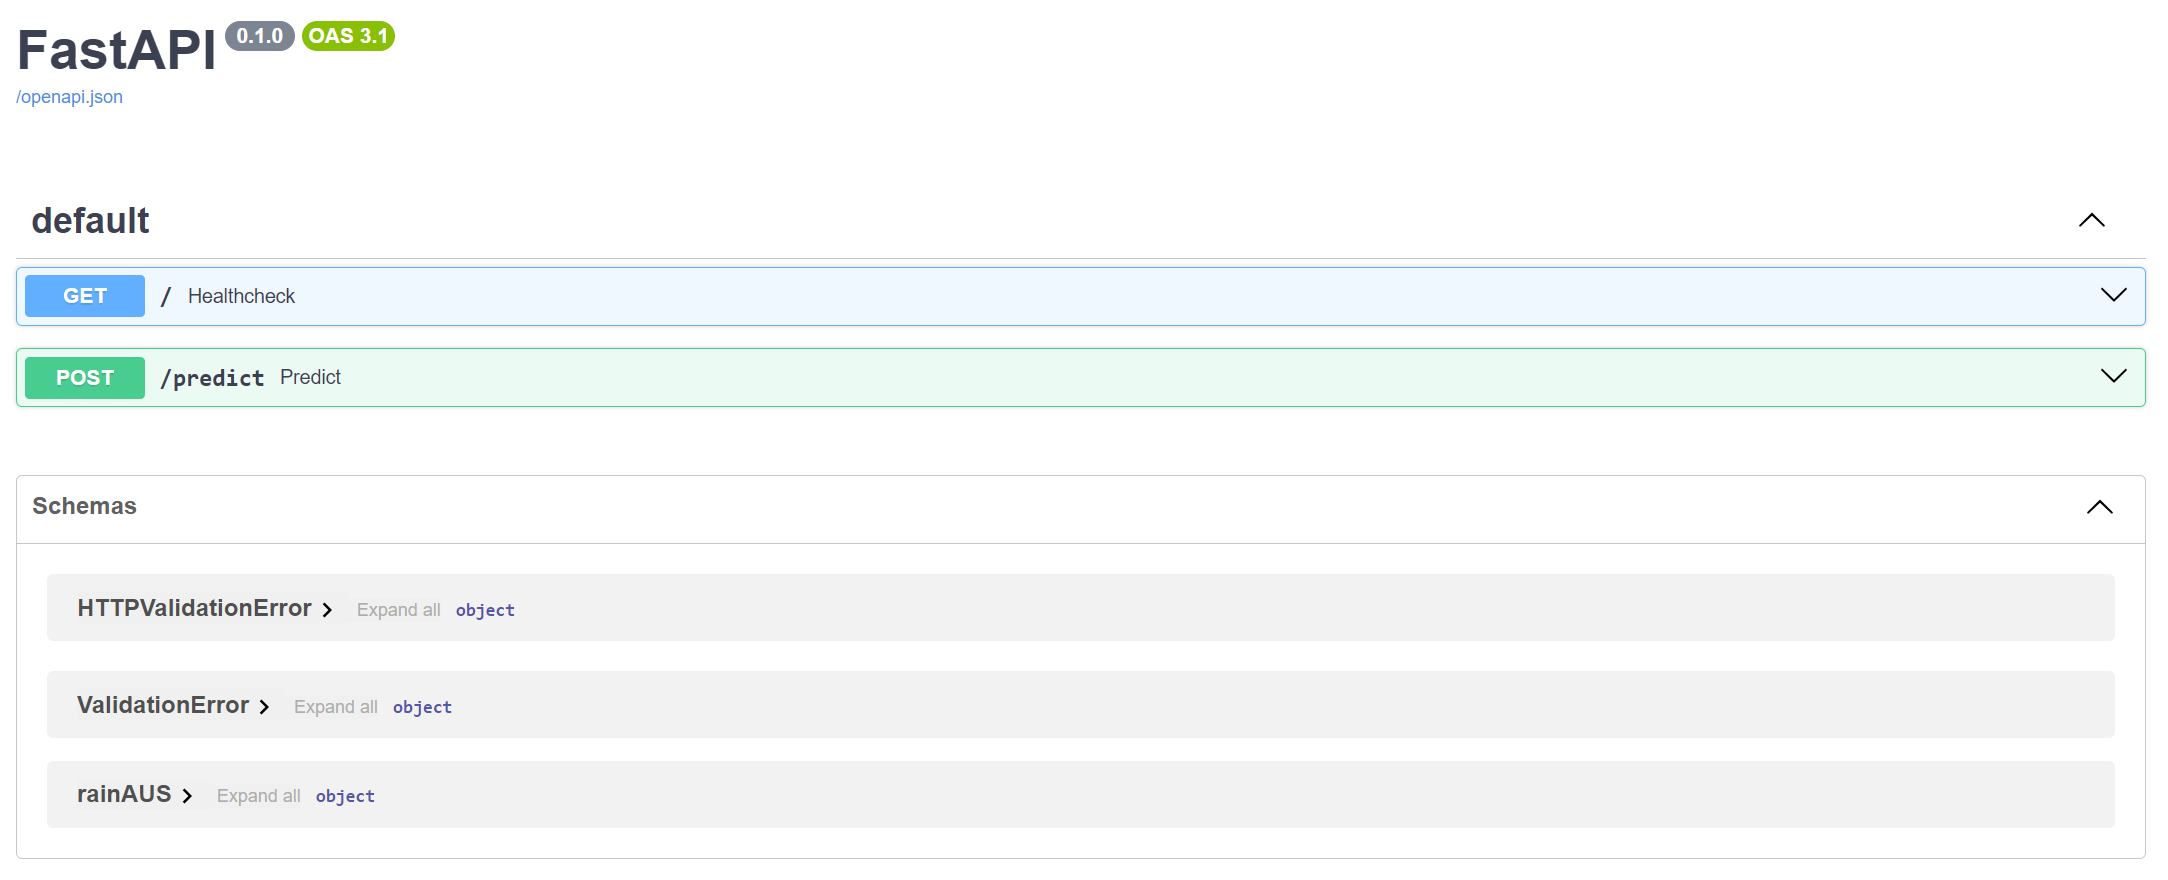 FastAPI 0.1.0 OAS 3.1
/openapi.json
default
GET / Healthcheck
POST /predict Predict
Schemas
HTTPValidationError Expand all object
ValidationError Expand all object
rainAUS Expand all object